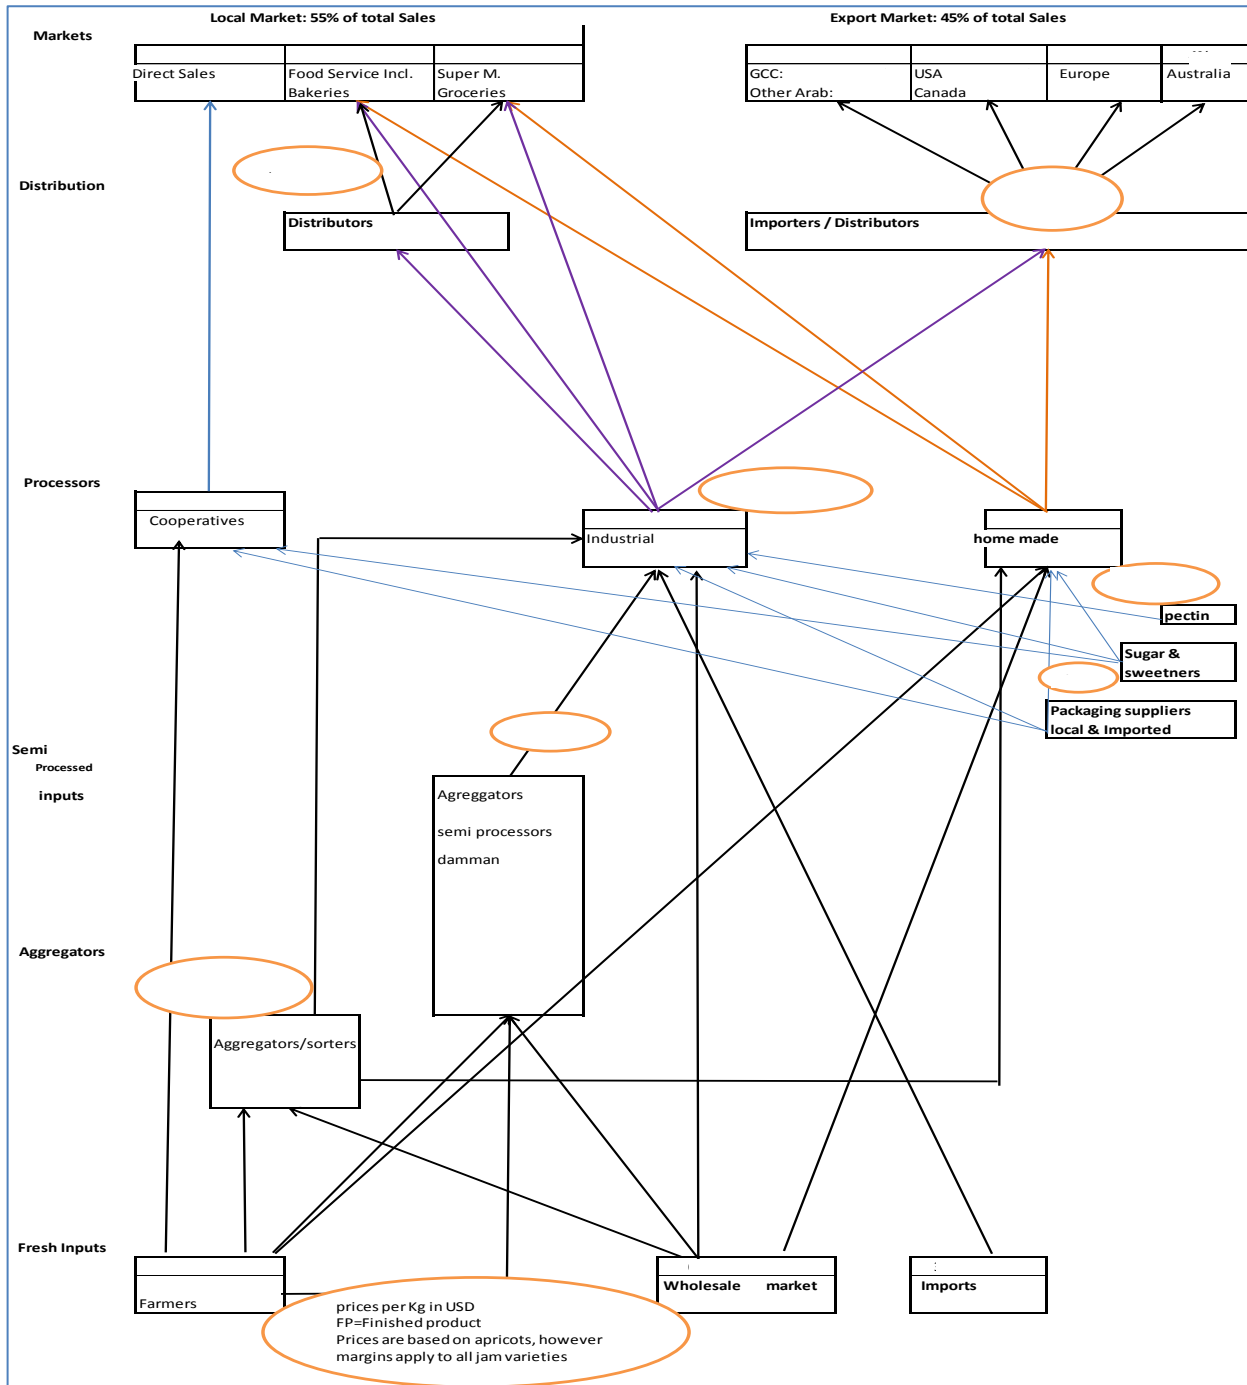 Local Market: 55% of total Sales
Export Market: 45% of total Sales
Markets
Direct Sales
Food Service Incl.
Bakeries
Super M.
Groceries
GCC:
Other Arab:
USA
Canada
Europe
Australia
Distribution
Distributors
Importers / Distributors
Processors
Cooperatives
Industrial
home made
pectin
Sugar &
sweetners
Packaging suppliers
local & Imported
Semi
Processed
inputs
Agreggators
semi processors
damman
Aggregators
Aggregators/sorters
Fresh Inputs
Farmers
Wholesale market
Imports
prices per Kg in USD
FP=Finished product
Prices are based on apricots, however
margins apply to all jam varieties